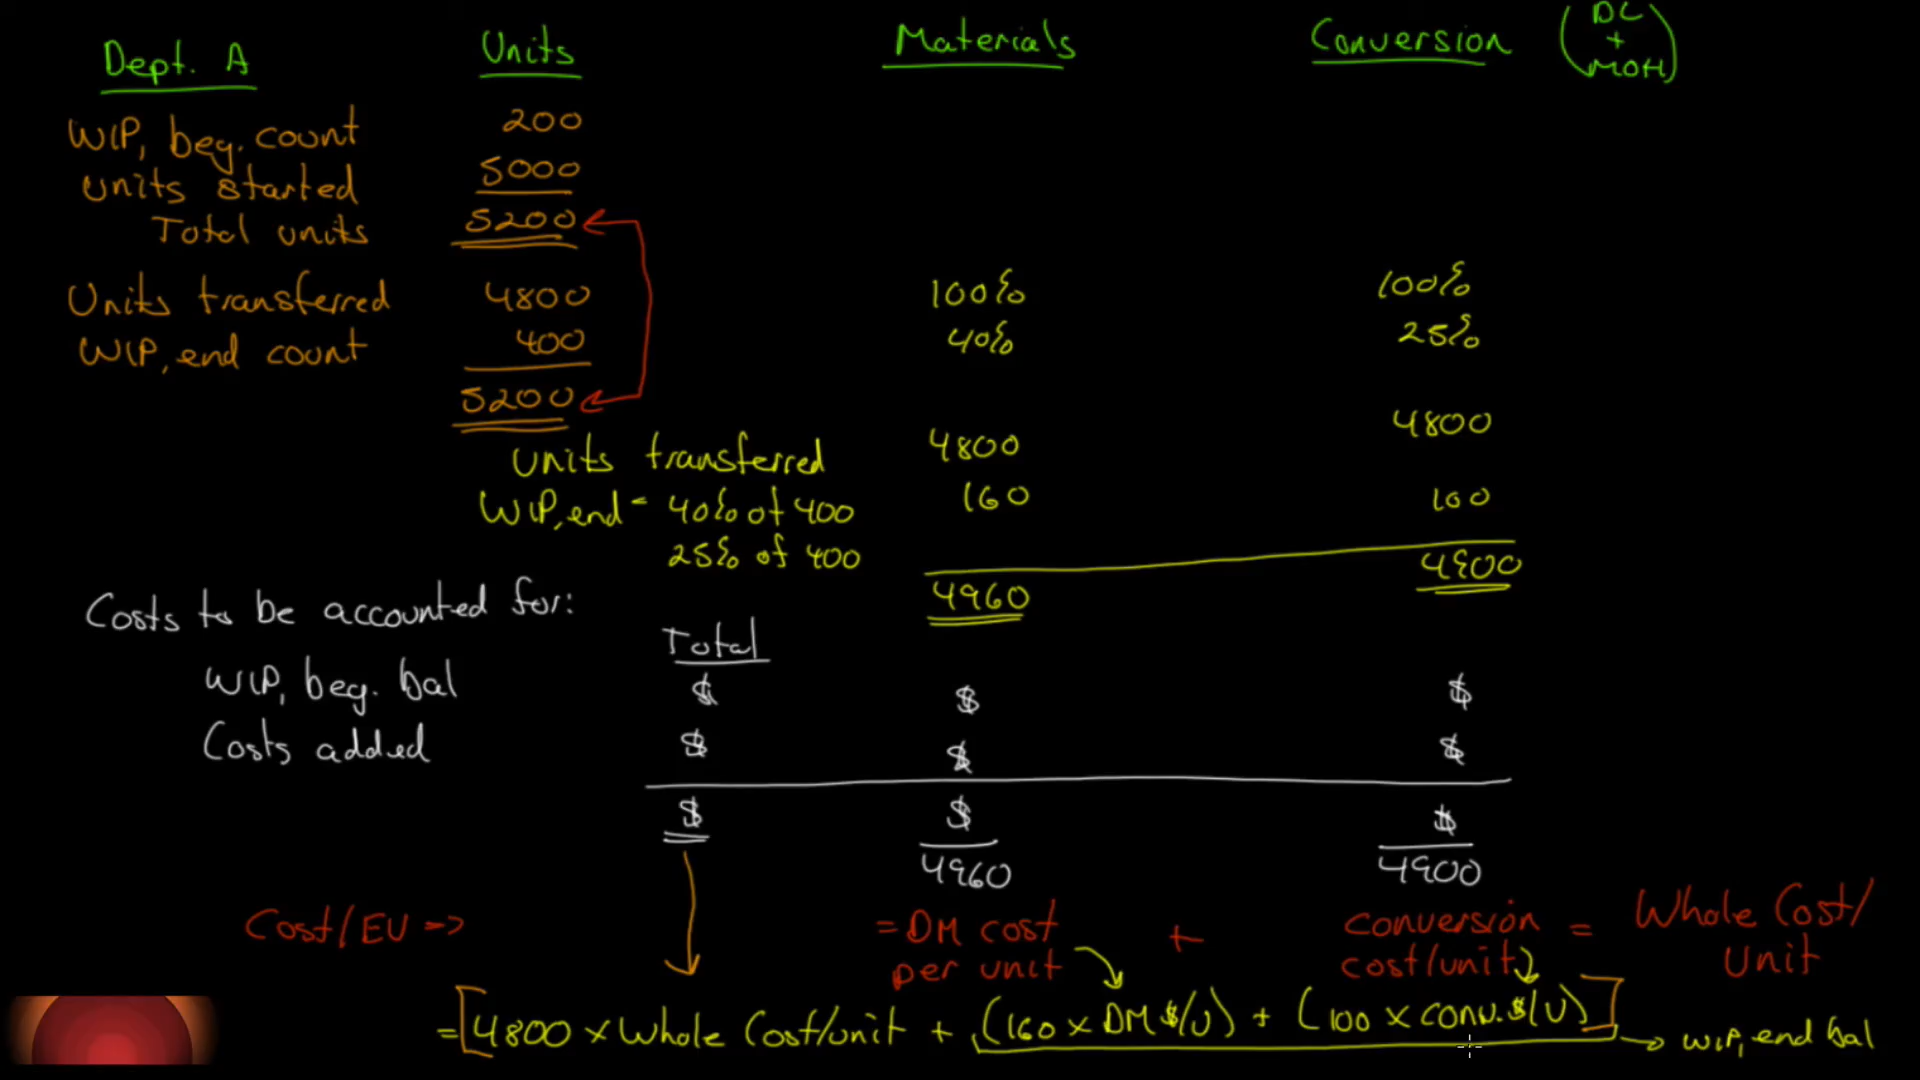 Dept. A Units Materials Conversion (DL + MOH)
WIP, beg. count 200
Units started 5000
Total units 5200
Units transferred 4800 100% 100%
WIP, end count 400 40% 25%
5200
Units transferred 4800 4800
WIP, end - 40% of 400 160 100
25% of 400
4960 4900
Costs to be accounted for:
Total
WIP, beg. bal $ $ $
Costs added $ $ $
$ $ $
4960 4900
Cost/EU => = DM cost per unit + conversion cost/unit = Whole Cost/Unit
= [4800 x Whole Cost/unit + (160 x DM $/U) + (100 x conv. $/U)] → WIP, end bal